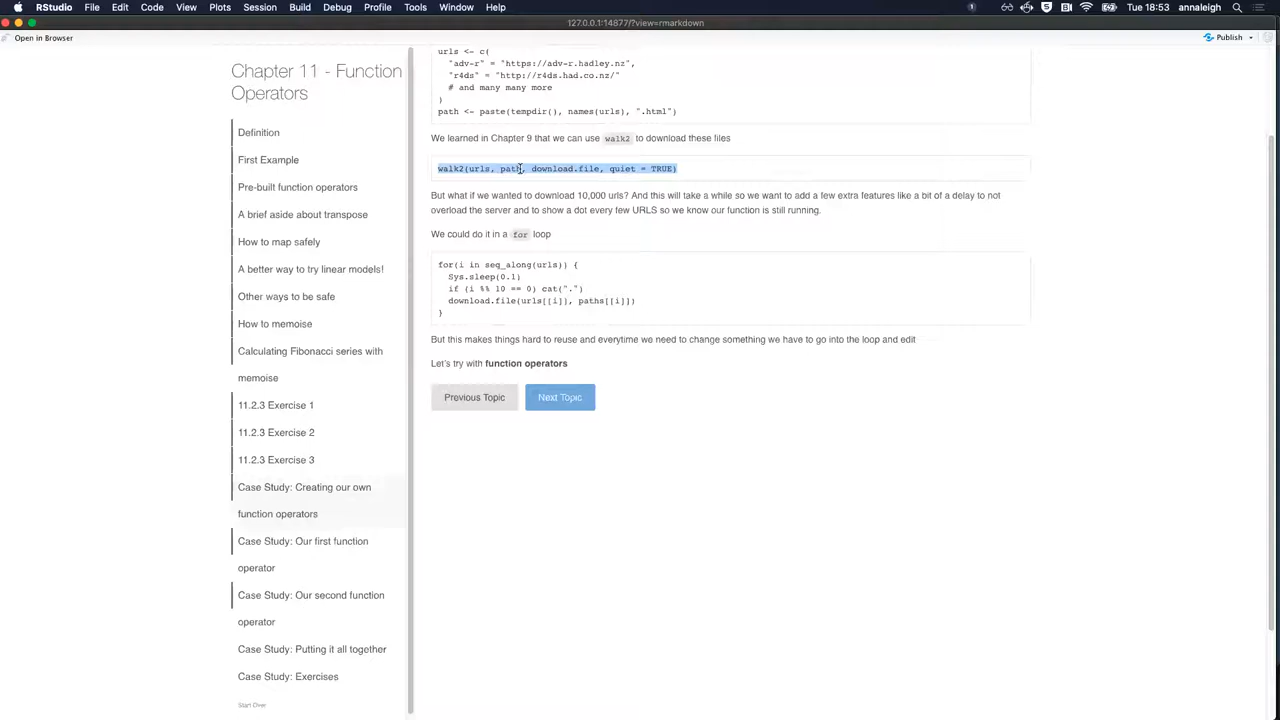 RStudio File Edit Code View Plots Session Build Debug Profile Tools Window Help Tue 18:53 annaleigh
127.0.0.1:14877/?view=rmarkdown
Open in Browser Publish
Chapter 11 - Function
Operators
Definition
First Example
Pre-built function operators
A brief aside about transpose
How to map safely
A better way to try linear models!
Other ways to be safe
How to memoise
Calculating Fibonacci series with
memoise
11.2.3 Exercise 1
11.2.3 Exercise 2
11.2.3 Exercise 3
Case Study: Creating our own
function operators
Case Study: Our first function
operator
Case Study: Our second function
operator
Case Study: Putting it all together
Case Study: Exercises
Start Over
urls <- c(
"adv-r" = "https://adv-r.hadley.nz",
"r4ds" = "http://r4ds.had.co.nz/"
# and many many more
)
path <- paste(tempdir(), names(urls), ".html")
We learned in Chapter 9 that we can use walk2 to download these files
walk2(urls, path, download.file, quiet = TRUE)
But what if we wanted to download 10,000 urls? And this will take a while so we want to add a few extra features like a bit of a delay to not
overload the server and to show a dot every few URLS so we know our function is still running.
We could do it in a for loop
for(i in seq_along(urls)) {
Sys.sleep(0.1)
if (i %% 10 == 0) cat(".")
download.file(urls[[i]], paths[[i]])
}
But this makes things hard to reuse and everytime we need to change something we have to go into the loop and edit
Let's try with function operators
Previous Topic Next Topic